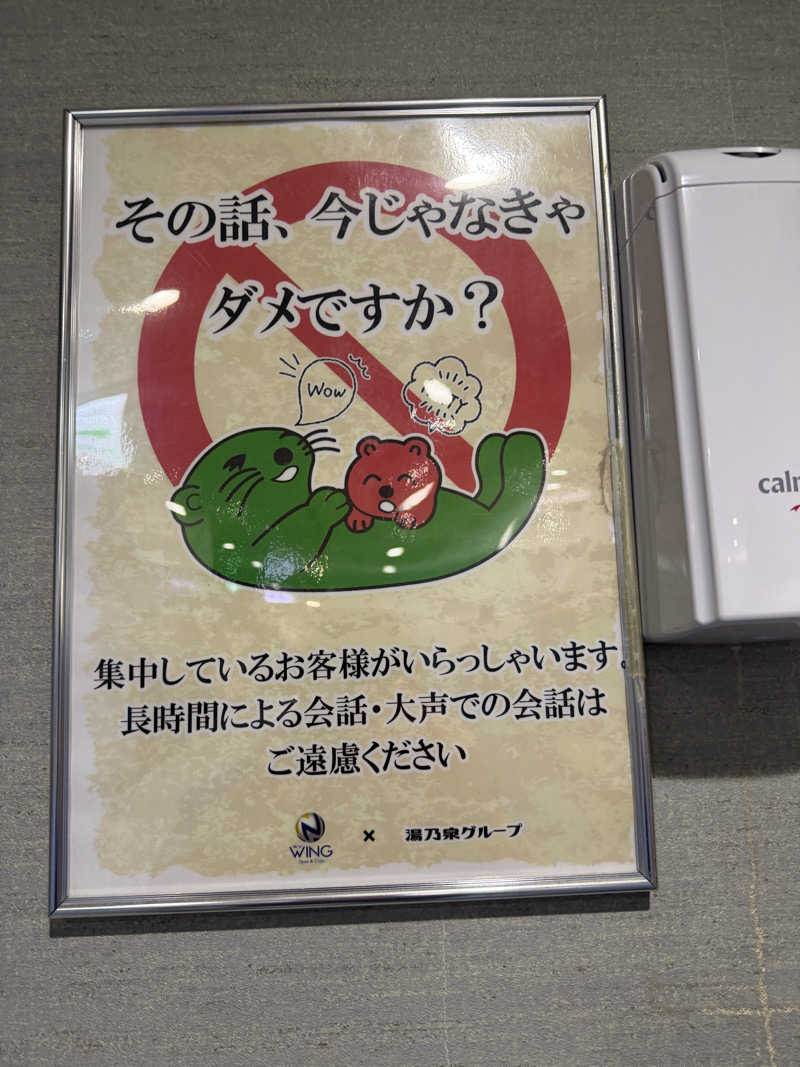 その話、今じゃなきゃ
ダメですか？
Wow
集中しているお客様がいらっしゃいます。
長時間による会話・大声での会話は
ご遠慮ください
WING
×
湯乃泉グループ